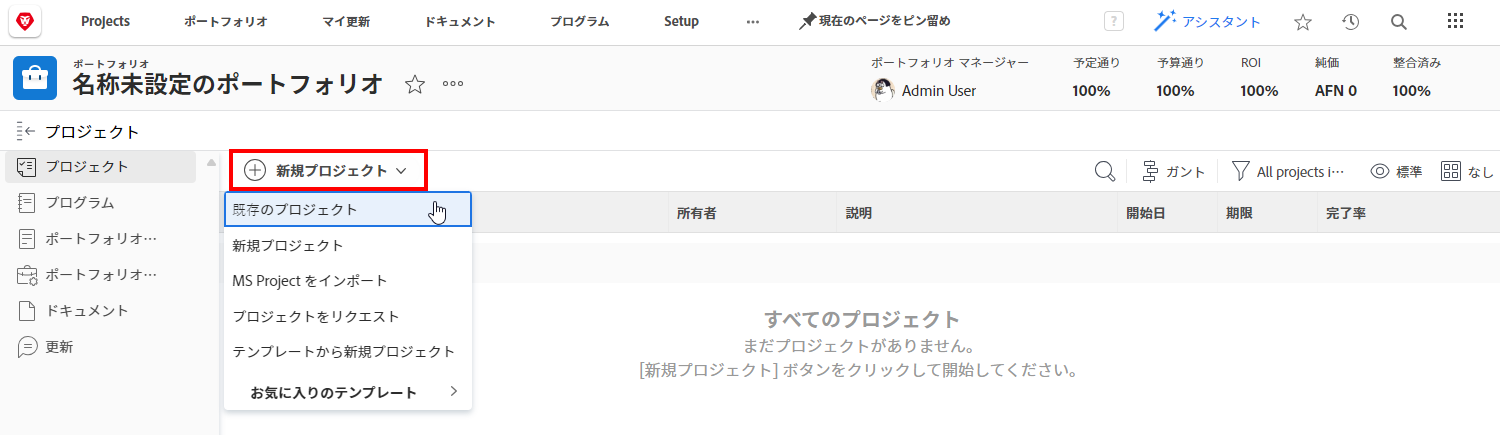 Projects ポートフォリオ マイ更新 ドキュメント プログラム Setup ··· 現在のページをピン留め ? アシスタント
ポートフォリオ
名称未設定のポートフォリオ
ポートフォリオ マネージャー 予定通り 予算通り ROI 純価 整合済み
Admin User 100% 100% 100% AFN 0 100%
プロジェクト
プロジェクト
プログラム
ポートフォリオ…
ポートフォリオ…
ドキュメント
更新
新規プロジェクト ガント All projects i… 標準 なし
所有者 説明 開始日 期限 完了率
既存のプロジェクト
新規プロジェクト
MS Project をインポート
プロジェクトをリクエスト
テンプレートから新規プロジェクト
お気に入りのテンプレート
すべてのプロジェクト
まだプロジェクトがありません。
[新規プロジェクト] ボタンをクリックして開始してください。